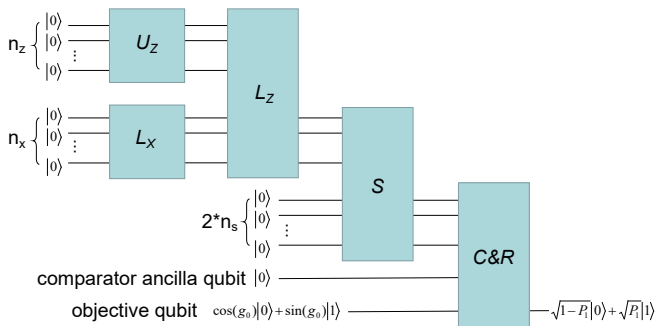 |0⟩
n_z |0⟩ U_Z
⋮
|0⟩
L_Z
|0⟩
n_x |0⟩ L_X
⋮
|0⟩
S
|0⟩
2*n_s |0⟩
⋮
|0⟩
C&R
comparator ancilla qubit |0⟩
objective qubit cos(g₀)|0⟩+sin(g₀)|1⟩ √(1−P₁)|0⟩+√P₁|1⟩